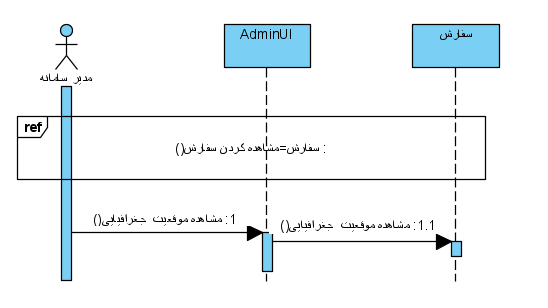 AdminUI
سفارش
مدیر سامانه
ref
: سفارش=مشاهده کردن سفارش()
1: مشاهده موقعیت جغرافیایی()
1.1: مشاهده موقعیت جغرافیایی()